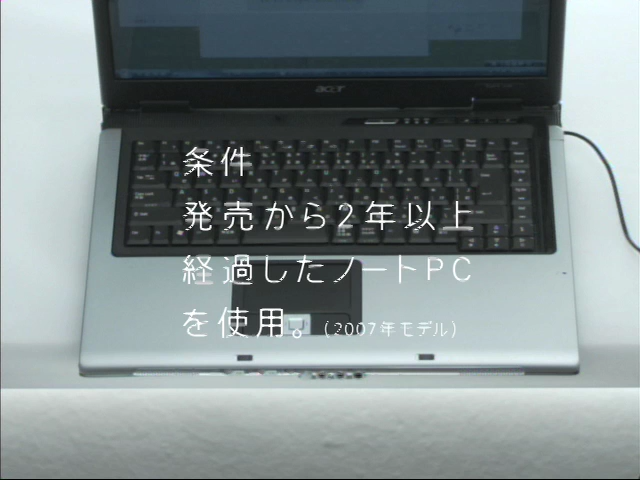 acer
条件
発売から2年以上
経過したノートPC
を使用。(2007年モデル)